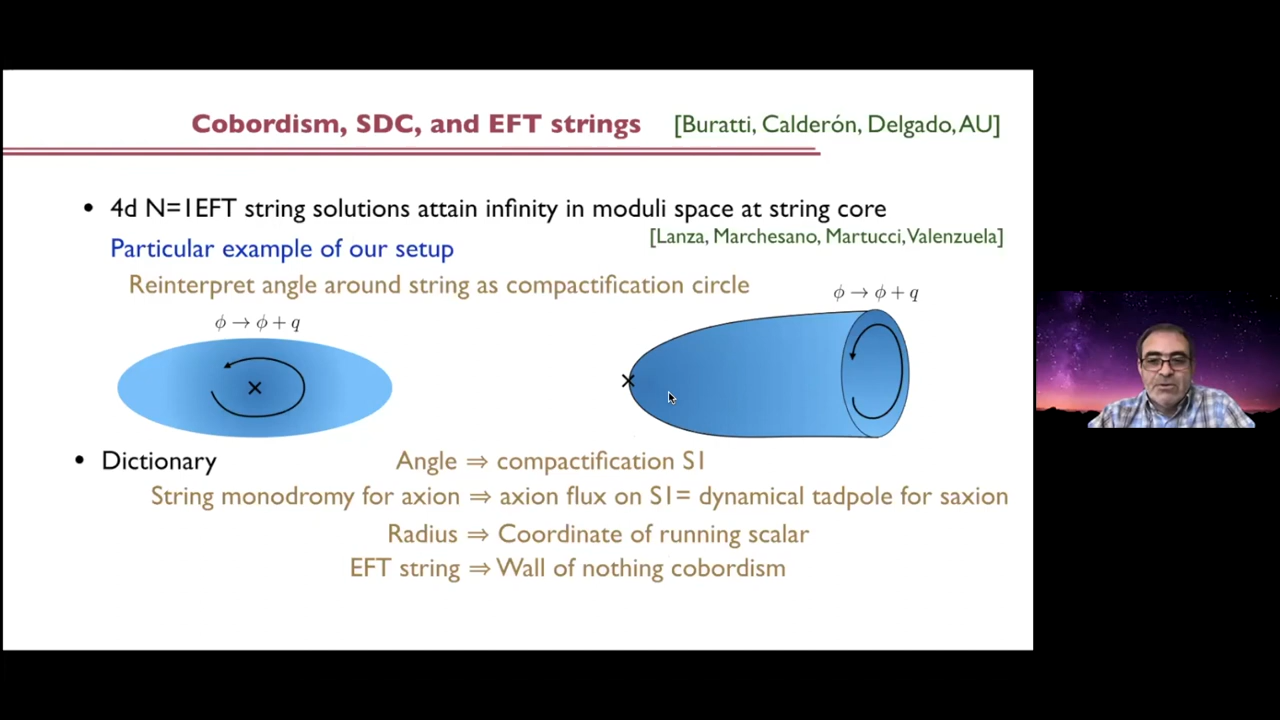 Cobordism, SDC, and EFT strings [Buratti, Calderón, Delgado, AU]
• 4d N=1EFT string solutions attain infinity in moduli space at string core
[Lanza, Marchesano, Martucci, Valenzuela]
Particular example of our setup
Reinterpret angle around string as compactification circle
ϕ → ϕ + q
ϕ → ϕ + q
• Dictionary Angle ⇒ compactification S1
String monodromy for axion ⇒ axion flux on S1= dynamical tadpole for saxion
Radius ⇒ Coordinate of running scalar
EFT string ⇒ Wall of nothing cobordism